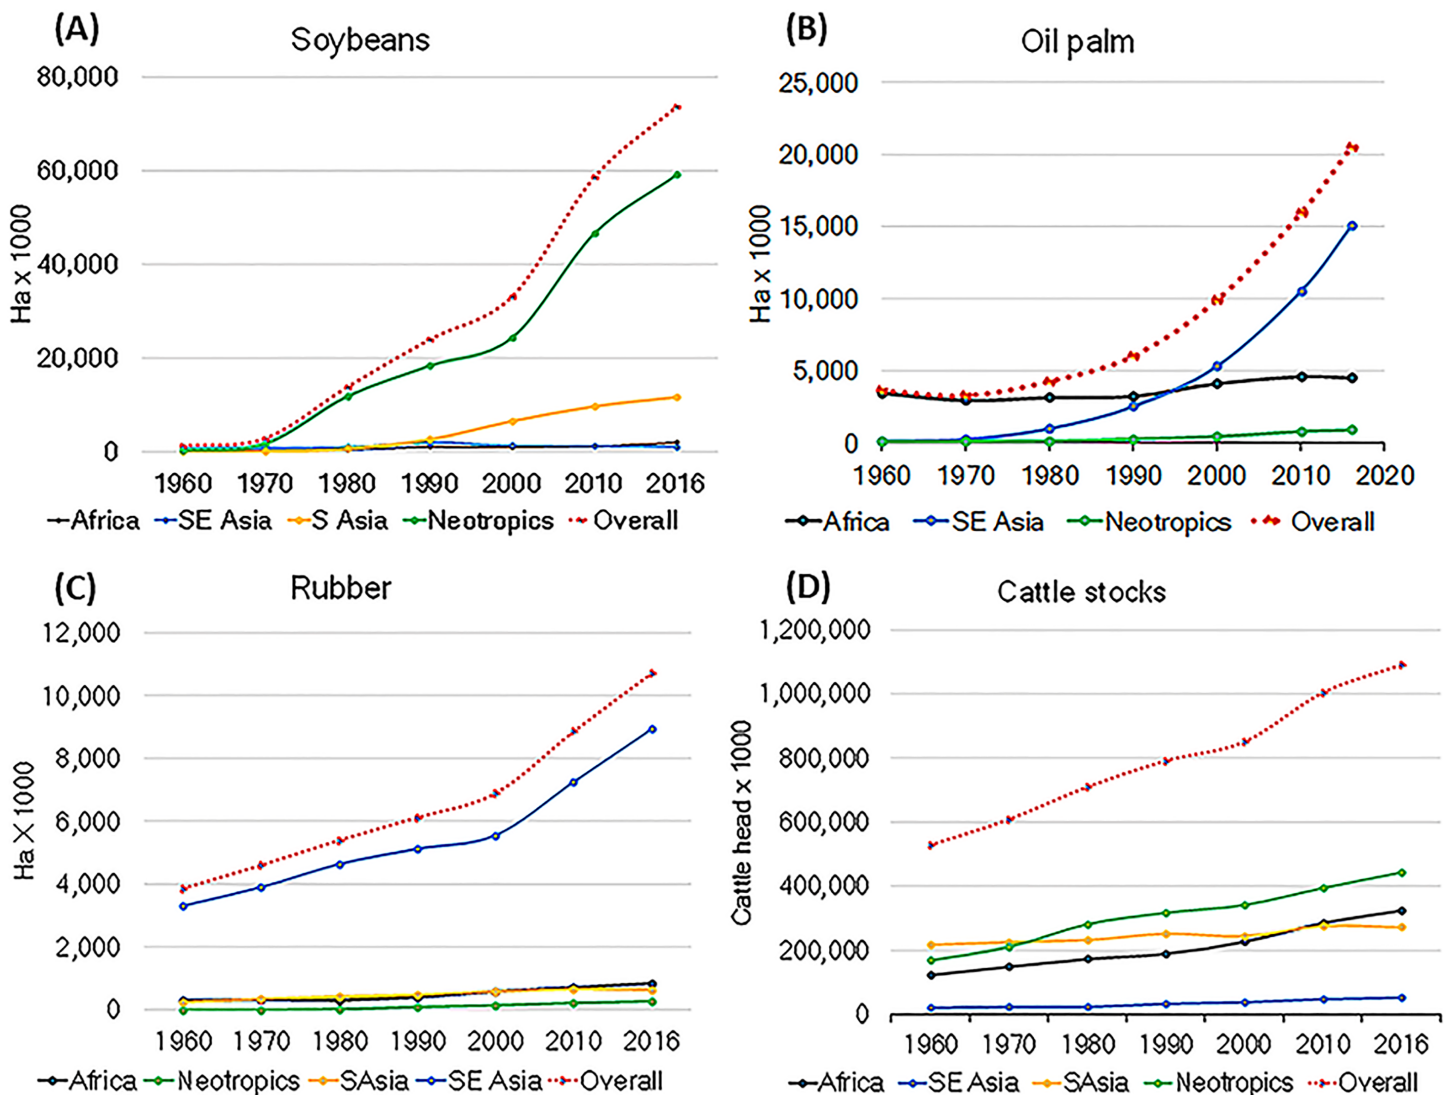 (A)
Soybeans
80,000
60,000
40,000
20,000
0
Ha x 1000
1960 1970 1980 1990 2000 2010 2016
Africa SE Asia S Asia Neotropics Overall
(B)
Oil palm
25,000
20,000
15,000
10,000
5,000
0
Ha x 1000
1960 1970 1980 1990 2000 2010 2020
Africa SE Asia Neotropics Overall
(C)
Rubber
12,000
10,000
8,000
6,000
4,000
2,000
0
Ha X 1000
1960 1970 1980 1990 2000 2010 2016
Africa Neotropics SAsia SE Asia Overall
(D)
Cattle stocks
1,200,000
1,000,000
800,000
600,000
400,000
200,000
0
Cattle head x 1000
1960 1970 1980 1990 2000 2010 2016
Africa SE Asia SAsia Neotropics Overall